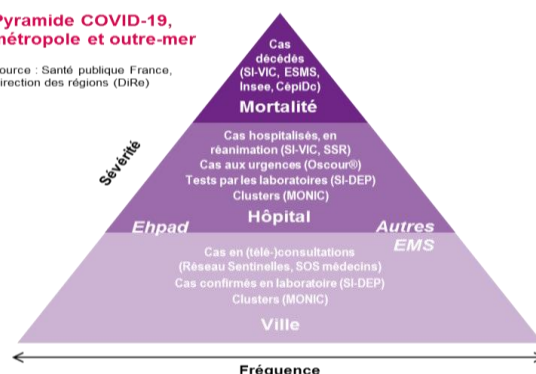 Pyramide COVID-19,
métropole et outre-mer
ource : Santé publique France,
irection des régions (DiRe)
Cas
décédés
(SI-VIC, ESMS,
Insee, CépiDc)
Mortalité
Sévérité
Cas hospitalisés, en
réanimation (SI-VIC, SSR)
Cas aux urgences (Oscour®)
Tests par les laboratoires (SI-DEP)
Clusters (MONIC)
Hôpital
Ehpad
Autres
EMS
Cas en (télé-)consultations
(Réseau Sentinelles, SOS médecins)
Cas confirmés en laboratoire (SI-DEP)
Clusters (MONIC)
Ville
Fréquence